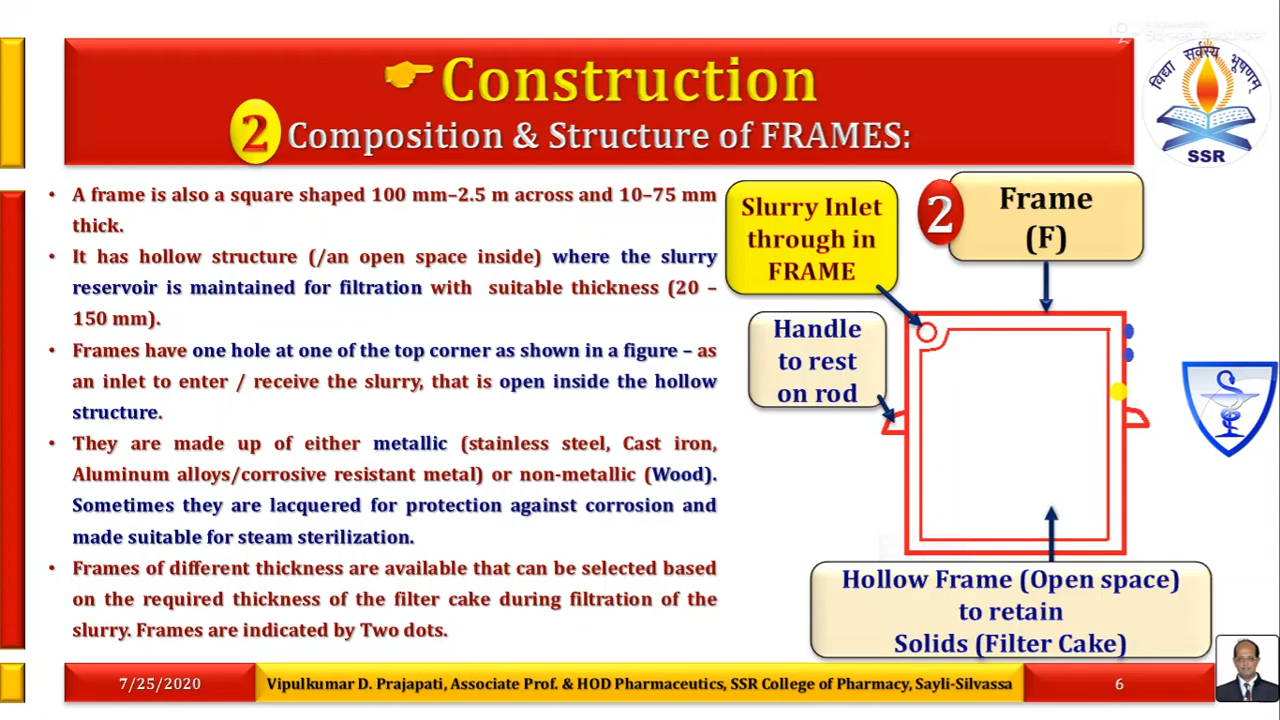 Construction
2 Composition & Structure of FRAMES:
विद्या सर्वस्य भूषणम्
SSR
• A frame is also a square shaped 100 mm–2.5 m across and 10–75 mm
thick.
• It has hollow structure (/an open space inside) where the slurry
reservoir is maintained for filtration with suitable thickness (20 –
150 mm).
• Frames have one hole at one of the top corner as shown in a figure – as
an inlet to enter / receive the slurry, that is open inside the hollow
structure.
• They are made up of either metallic (stainless steel, Cast iron,
Aluminum alloys/corrosive resistant metal) or non-metallic (Wood).
Sometimes they are lacquered for protection against corrosion and
made suitable for steam sterilization.
• Frames of different thickness are available that can be selected based
on the required thickness of the filter cake during filtration of the
slurry. Frames are indicated by Two dots.
Slurry Inlet
through in
FRAME
2
Frame
(F)
Handle
to rest
on rod
Hollow Frame (Open space)
to retain
Solids (Filter Cake)
7/25/2020
Vipulkumar D. Prajapati, Associate Prof. & HOD Pharmaceutics, SSR College of Pharmacy, Sayli-Silvassa
6